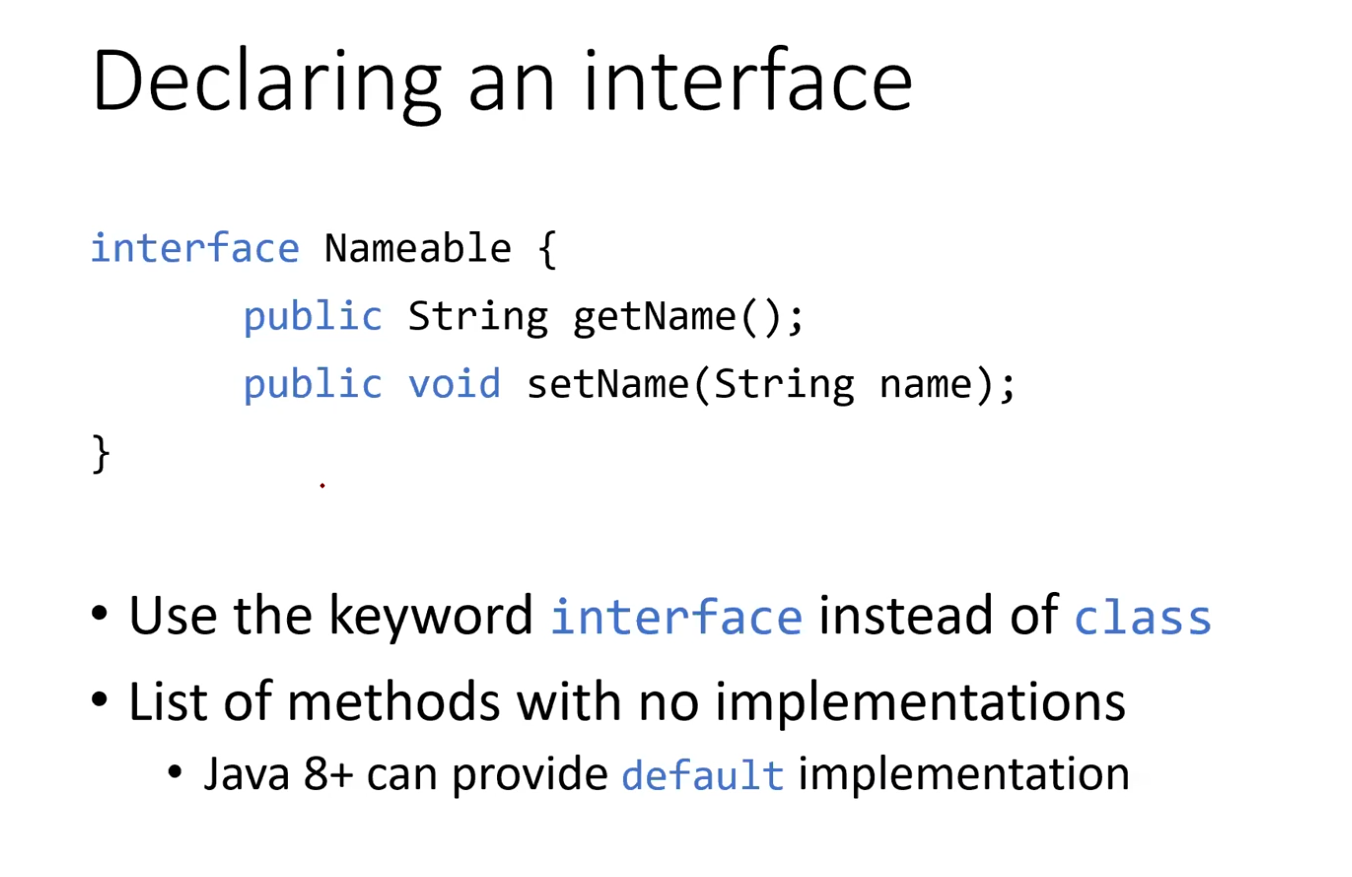 Declaring an interface
interface Nameable {
public String getName();
public void setName(String name);
}
• Use the keyword interface instead of class
• List of methods with no implementations
• Java 8+ can provide default implementation